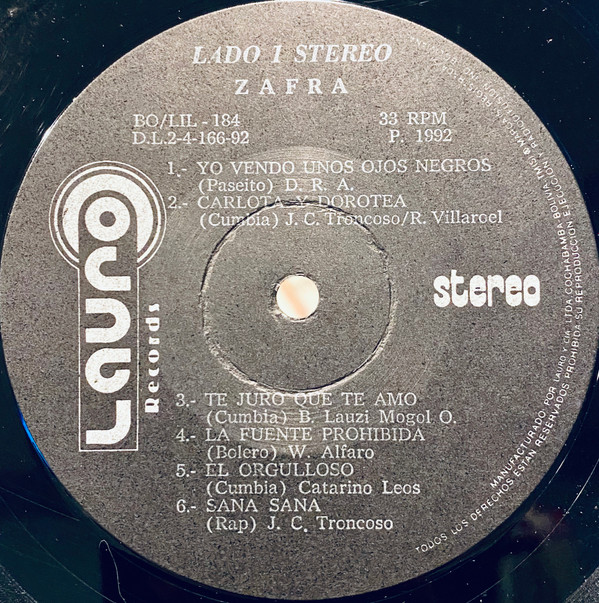 LADO 1 STEREO
ZAFRA
BO/LIL - 184
33 RPM
D.L.2-4-166-92
P. 1992
1.- YO VENDO UNOS OJOS NEGROS
(Paseito) D. R. A.
2.- CARLOTA Y DOROTEA
(Cumbia) J. C. Troncoso/R. Villaroel
Lauro
Records
stereo
3.- TE JURO QUE TE AMO
(Cumbia) B. Lauzi Mogol O.
4.- LA FUENTE PROHIBIDA
(Bolero) W. Alfaro
5.- EL ORGULLOSO
(Cumbia) Catarino Leos
6.- SANA SANA
(Rap) J. C. Troncoso
MANUFACTURADO POR LAURO Y CIA. LTDA. COCHABAMBA BOLIVIA
TODOS LOS DERECHOS ESTAN RESERVADOS PROHIBIDA SU REPRODUCCION EJECUCION Y